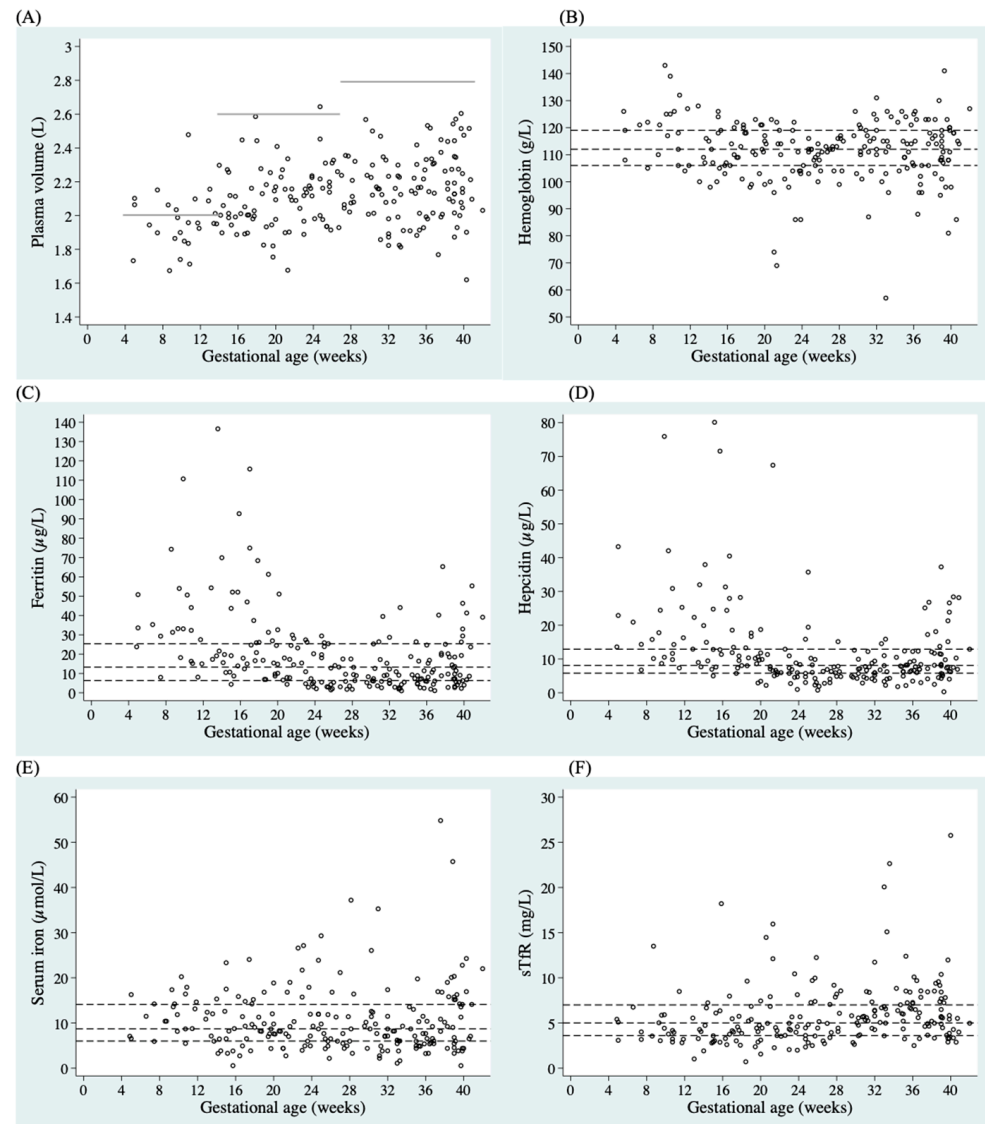 (A)
(B)
3
2.8
2.6
2.4
2.2
2
1.8
1.6
1.4
Plasma volume (L)
0 4 8 12 16 20 24 28 32 36 40
Gestational age (weeks)
150
140
130
120
110
100
90
80
70
60
50
Hemoglobin (g/L)
0 4 8 12 16 20 24 28 32 36 40
Gestational age (weeks)
(C)
(D)
140
130
120
110
100
90
80
70
60
50
40
30
20
10
0
Ferritin (µg/L)
0 4 8 12 16 20 24 28 32 36 40
Gestational age (weeks)
80
70
60
50
40
30
20
10
0
Hepcidin (µg/L)
0 4 8 12 16 20 24 28 32 36 40
Gestational age (weeks)
(E)
(F)
60
50
40
30
20
10
0
Serum iron (µmol/L)
0 4 8 12 16 20 24 28 32 36 40
Gestational age (weeks)
30
25
20
15
10
5
0
sTfR (mg/L)
0 4 8 12 16 20 24 28 32 36 40
Gestational age (weeks)